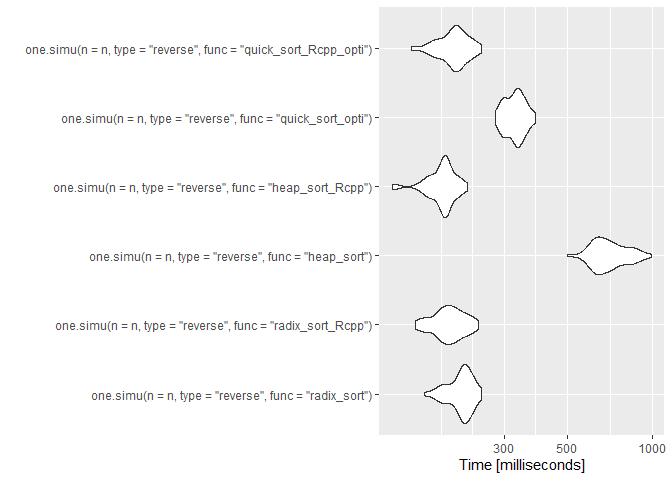 one.simu(n = n, type = "reverse", func = "quick_sort_Rcpp_opti")
one.simu(n = n, type = "reverse", func = "quick_sort_opti")
one.simu(n = n, type = "reverse", func = "heap_sort_Rcpp")
one.simu(n = n, type = "reverse", func = "heap_sort")
one.simu(n = n, type = "reverse", func = "radix_sort_Rcpp")
one.simu(n = n, type = "reverse", func = "radix_sort")
300 500 1000
Time [milliseconds]